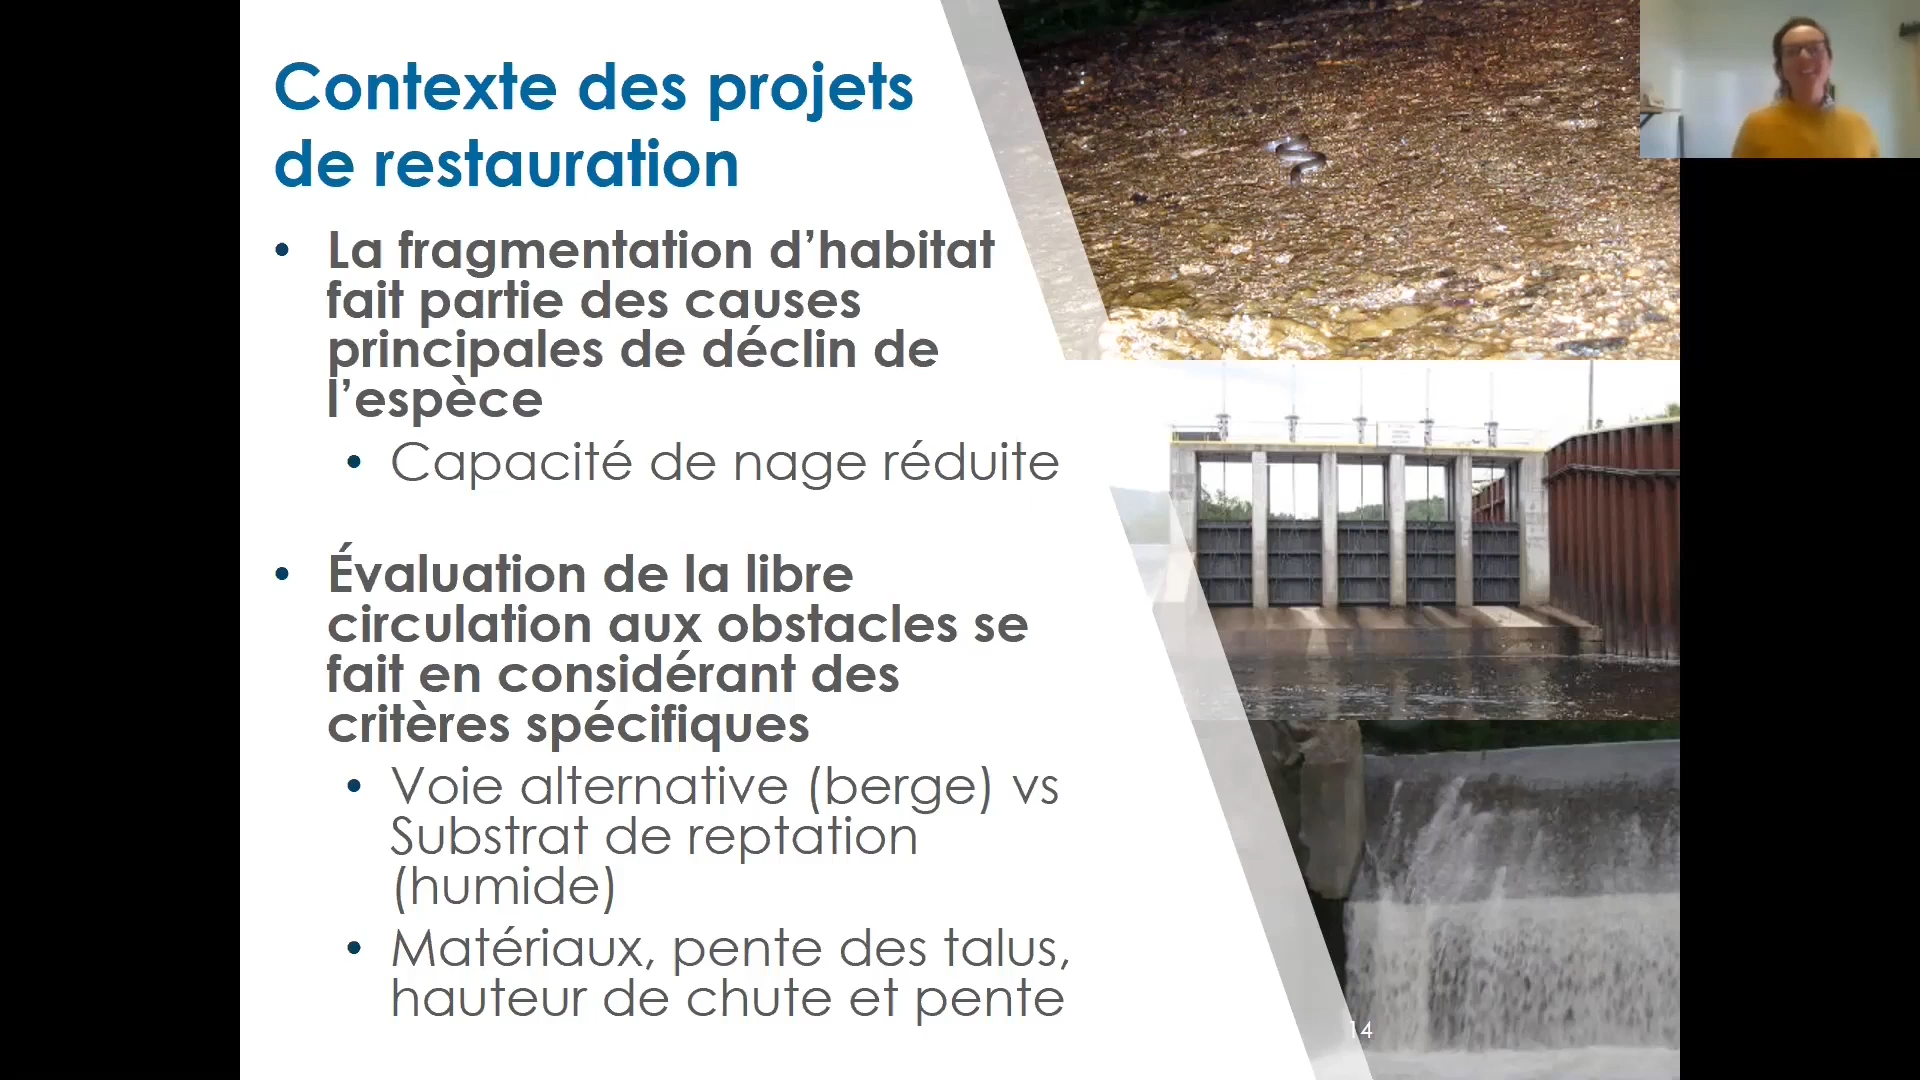 Contexte des projets
de restauration
• La fragmentation d’habitat
fait partie des causes
principales de déclin de
l’espèce
• Capacité de nage réduite
• Évaluation de la libre
circulation aux obstacles se
fait en considérant des
critères spécifiques
• Voie alternative (berge) vs
Substrat de reptation
(humide)
• Matériaux, pente des talus,
hauteur de chute et pente
14